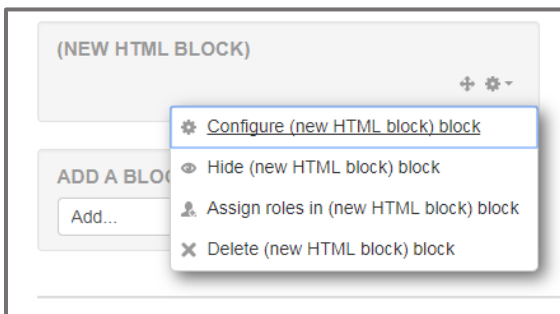 (NEW HTML BLOCK)
Configure (new HTML block) block
Hide (new HTML block) block
Assign roles in (new HTML block) block
Delete (new HTML block) block
ADD A BLO
Add...